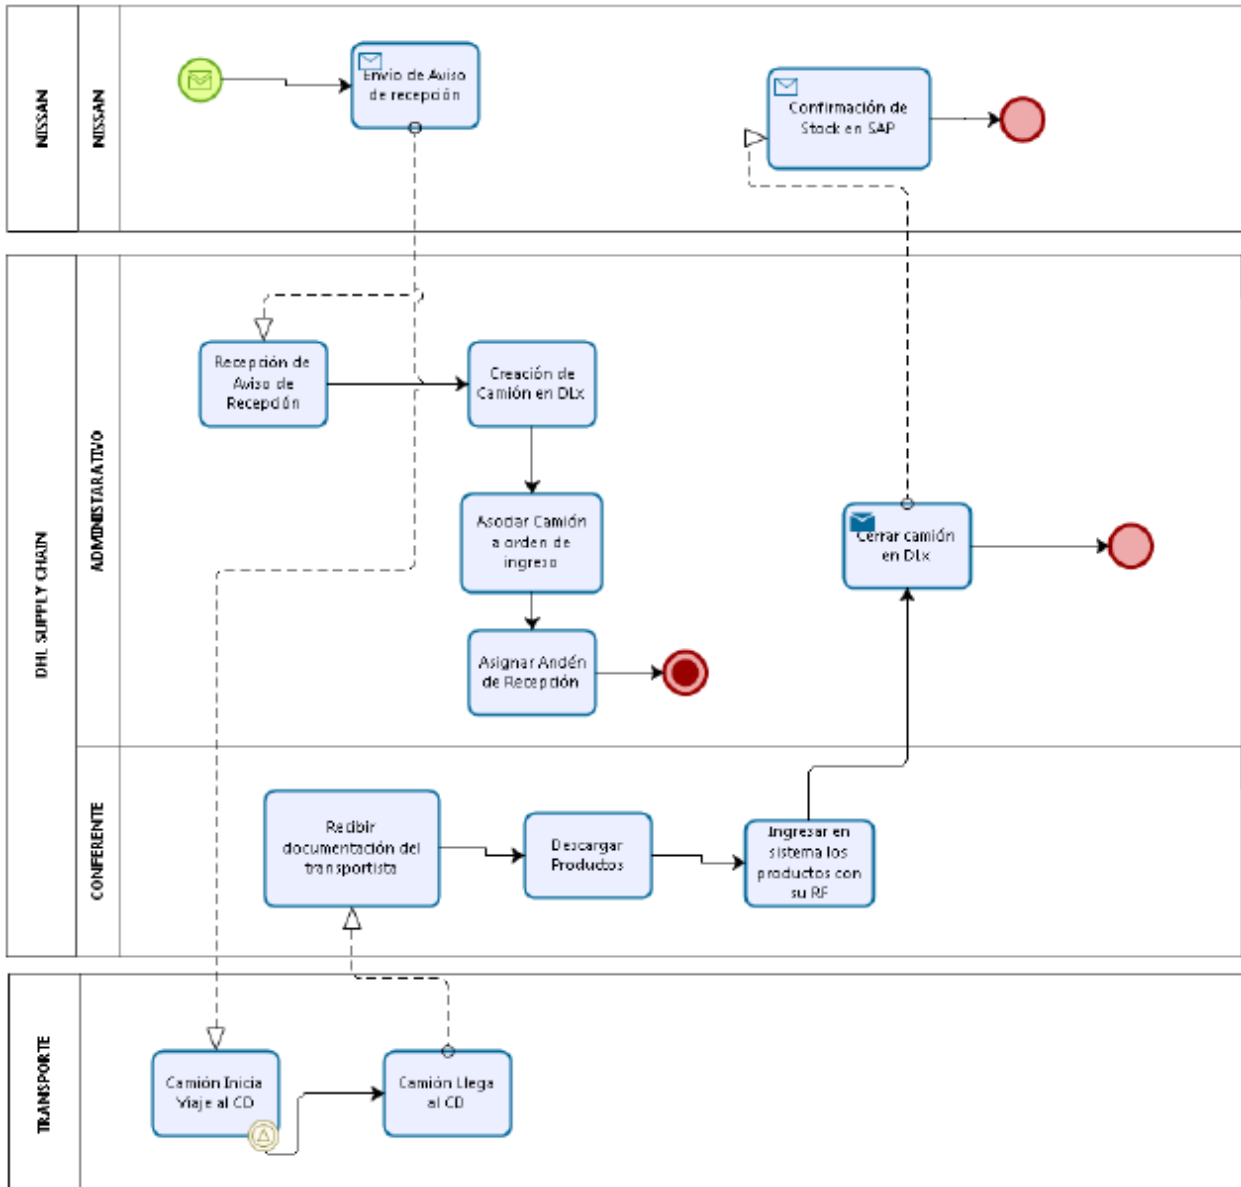 NISSAN
NISSAN
Envio de Aviso
de recepción
Confirmación de
Stock en SAP
DHL SUPPLY CHAIN
ADMINISTARATIVO
Recepción de
Aviso de
Recepción
Creación de
Camión en DLx
Asociar Camión
a orden de
ingreso
Asignar Andén
de Recepción
Cerrar camión
en DLx
CONFERENTE
Recibir
documentación del
transportista
Descargar
Productos
Ingresar en
sistema los
productos con
su RF
TRANSPORTE
Camión Inicia
Viaje al CD
Camión Llega
al CD